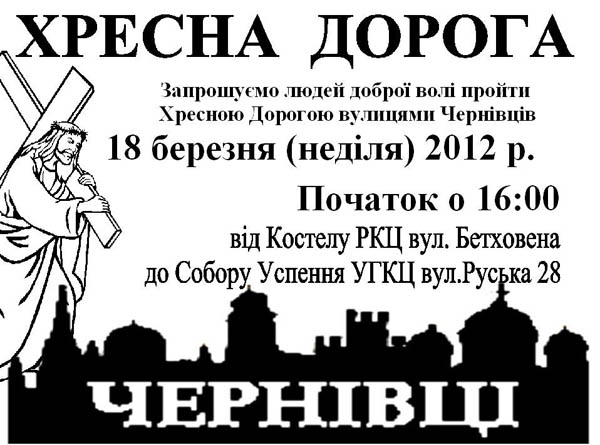 ХРЕСНА ДОРОГА
Запрошуємо людей доброї волі пройти
Хресною Дорогою вулицями Чернівців
18 березня (неділя) 2012 р.
Початок о 16:00
від Костелу РКЦ вул. Бетховена
до Собору Успення УГКЦ вул.Руська 28
ЧЕРНІВЦІ